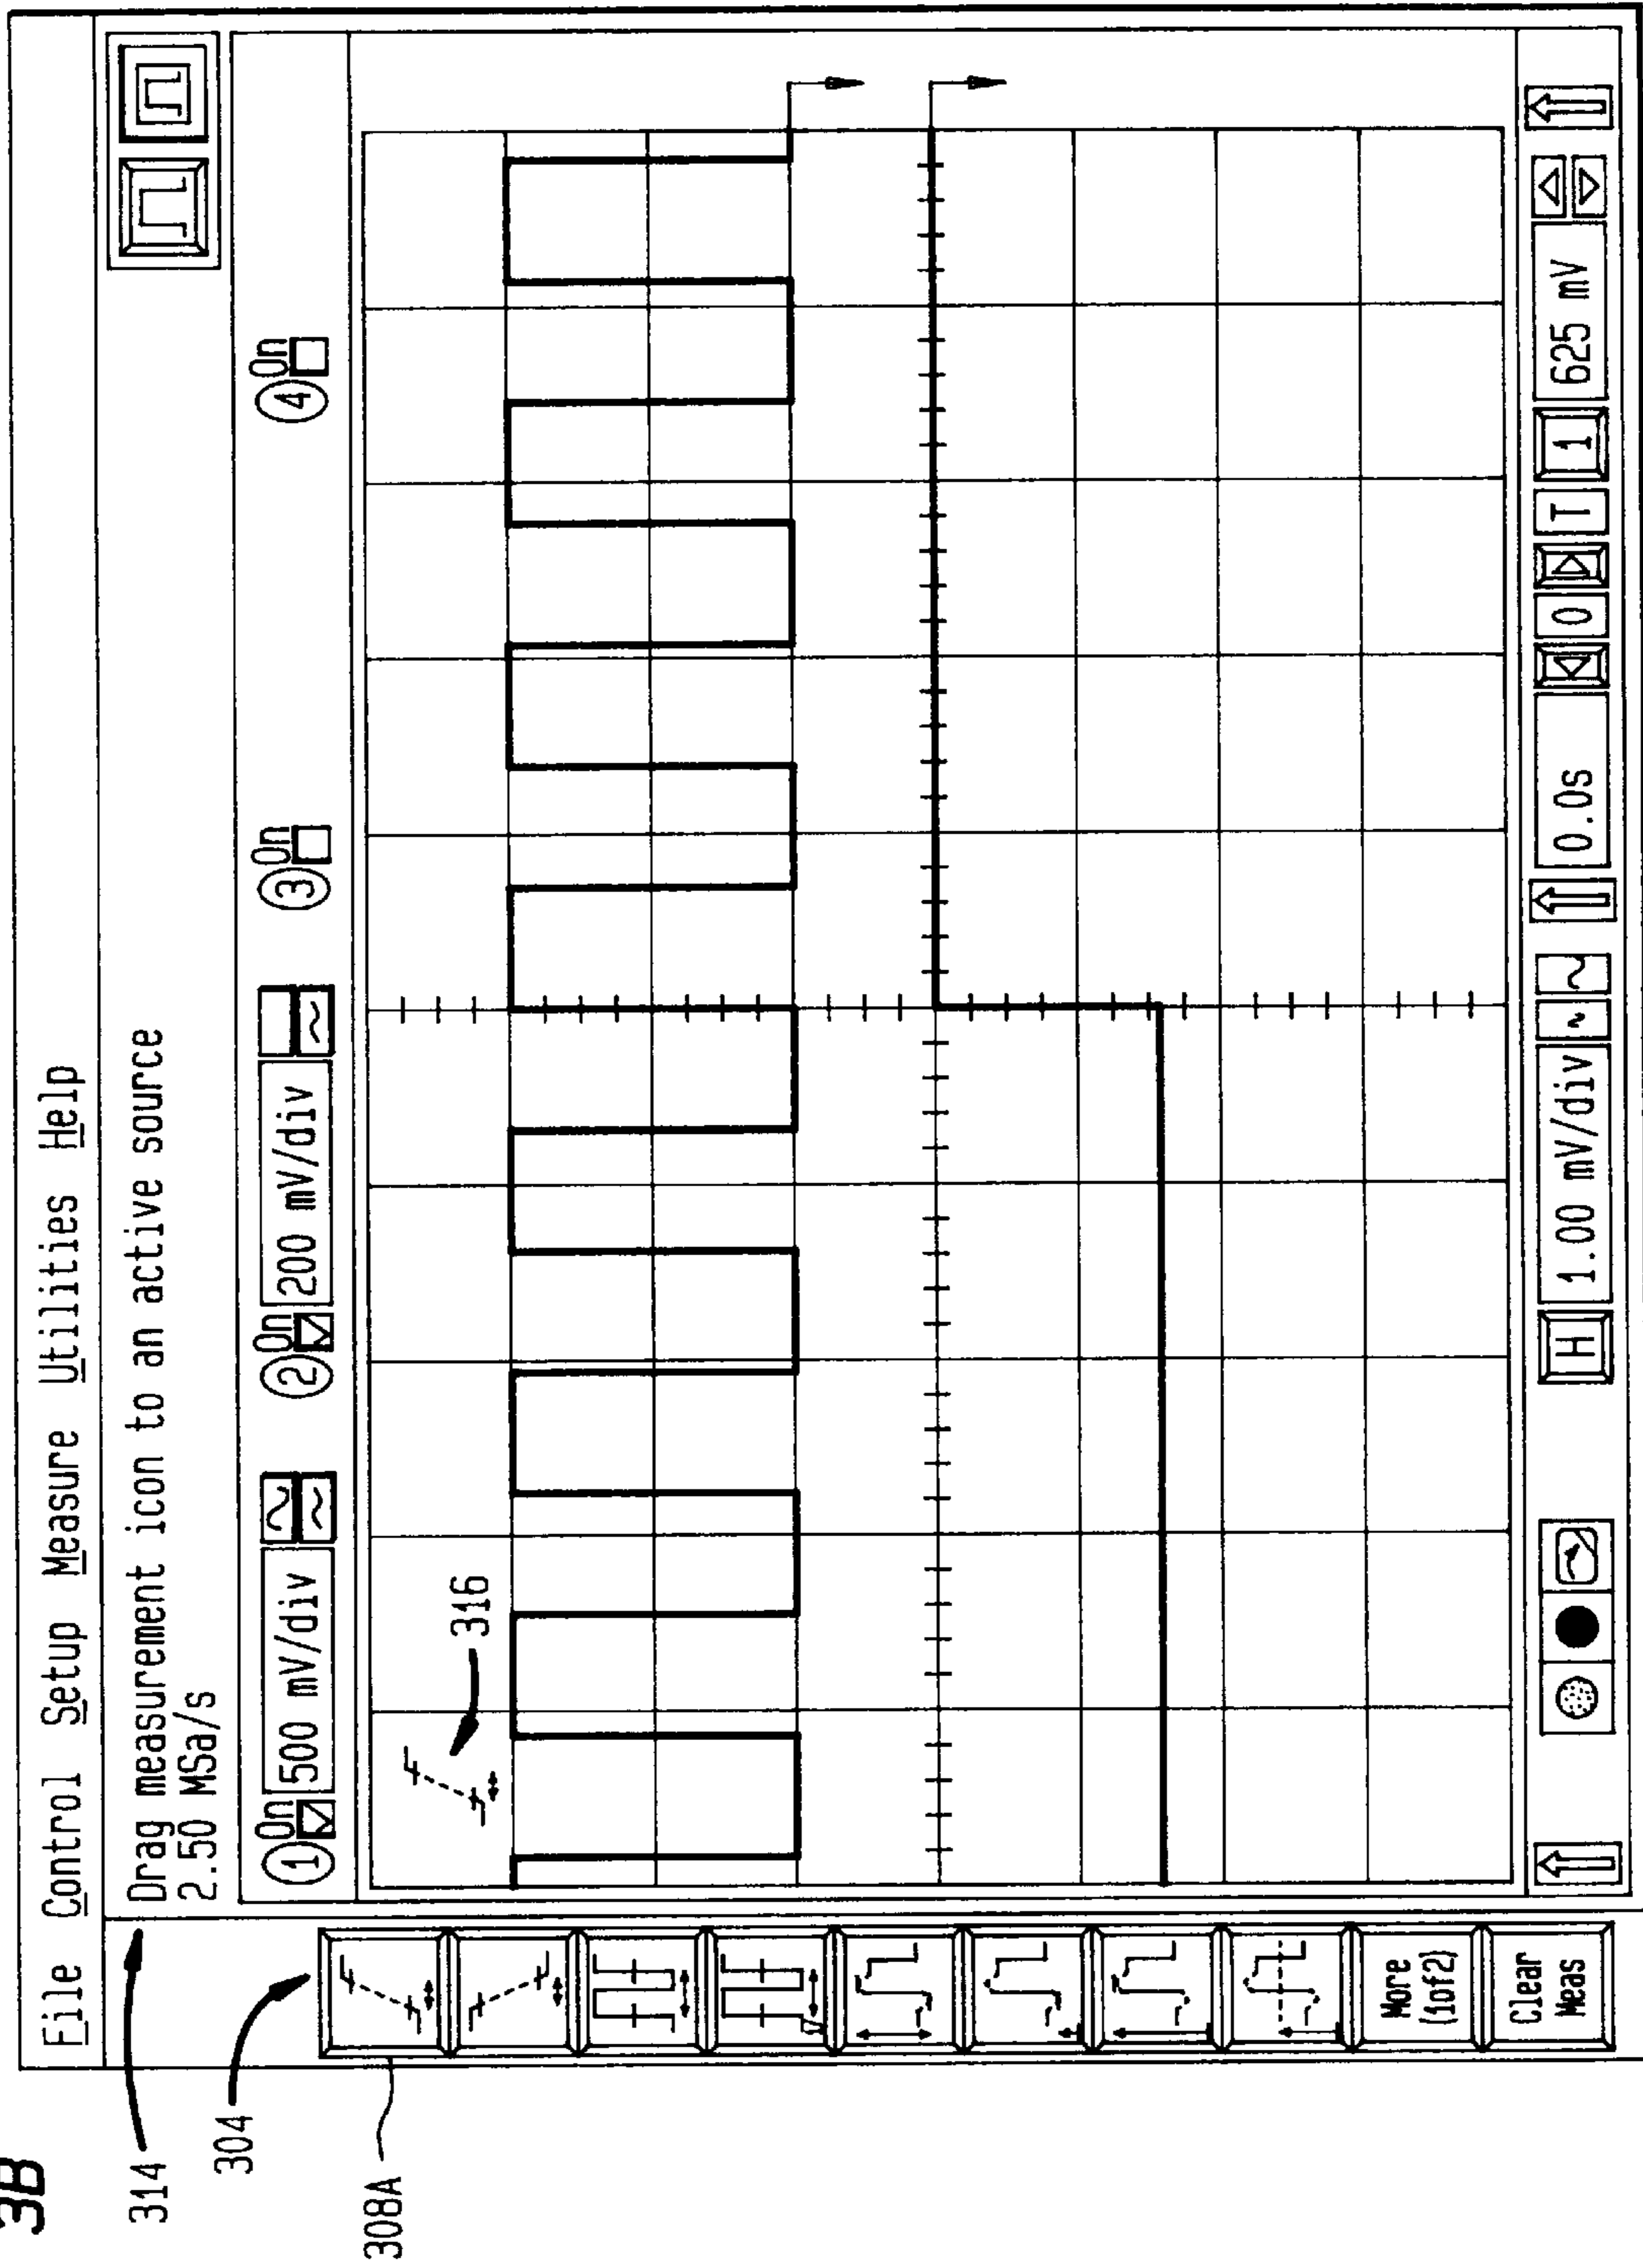 3B
File Control Setup Measure Utilities Help
314
Drag measurement icon to an active source
2.50 MSa/s
304
1 On 500 mV/div 2 On 200 mV/div 3 On 4 On
308A
316
More
(1of2)
Clear
Meas
H 1.00 mV/div 0.0s 0 T 1 625 mV